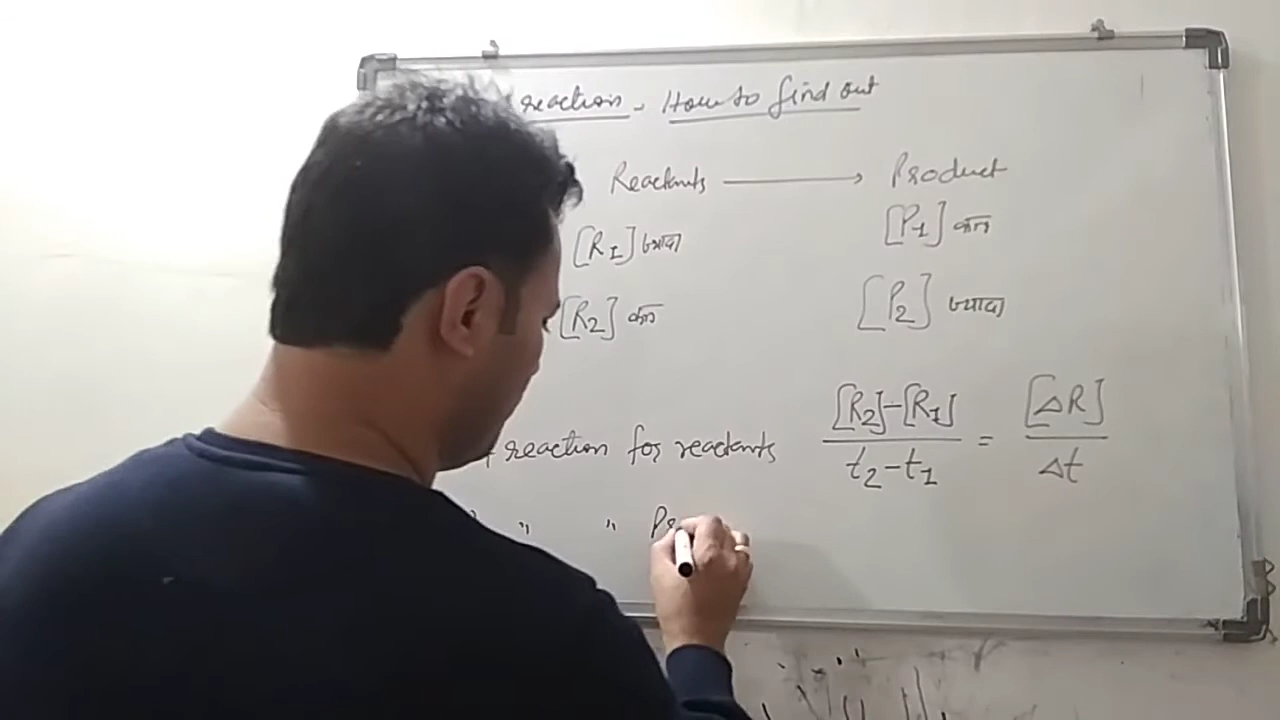 reaction - How to find out
Reactants ⟶ Product
[R1] ज्यादा [P1] कम
[R2] कम [P2] ज्यादा
reaction for reactants [R2]-[R1] / t2-t1 = [ΔR] / Δt
" "